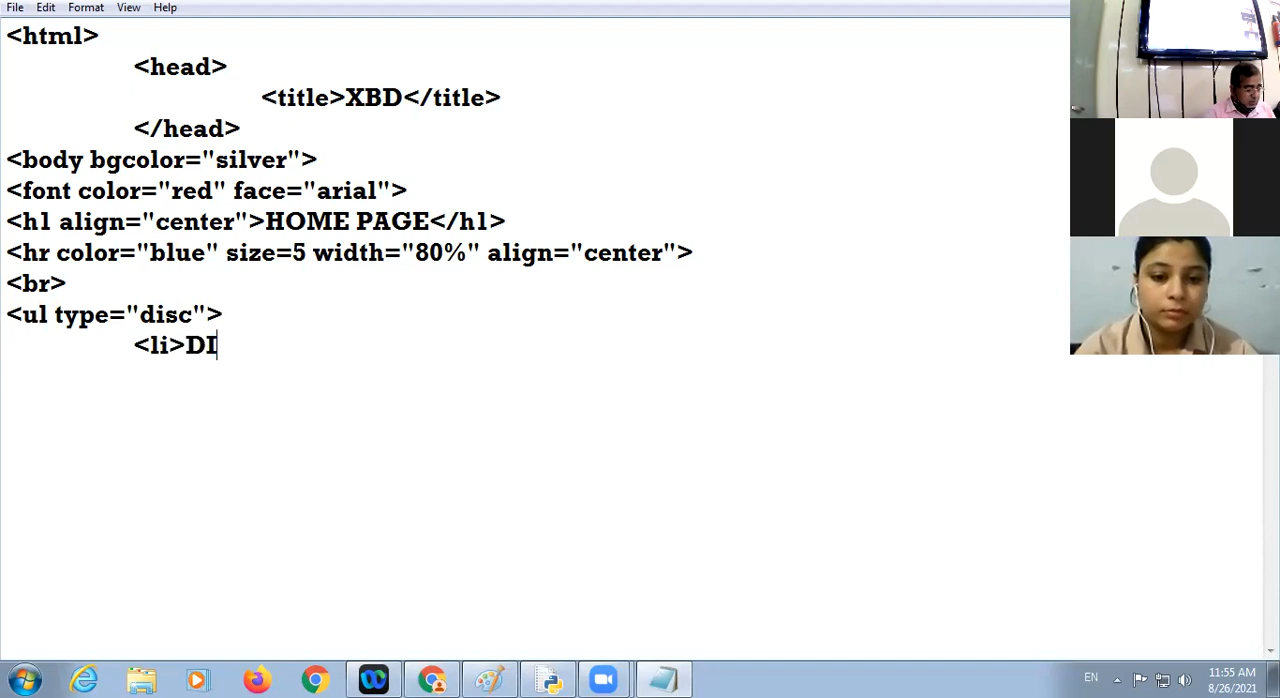 File Edit Format View Help
<html>
<head>
<title>XBD</title>
</head>
<body bgcolor="silver">
<font color="red" face="arial">
<h1 align="center">HOME PAGE</h1>
<hr color="blue" size=5 width="80%" align="center">
<br>
<ul type="disc">
<li>DI
EN
11:55 AM
8/26/2021